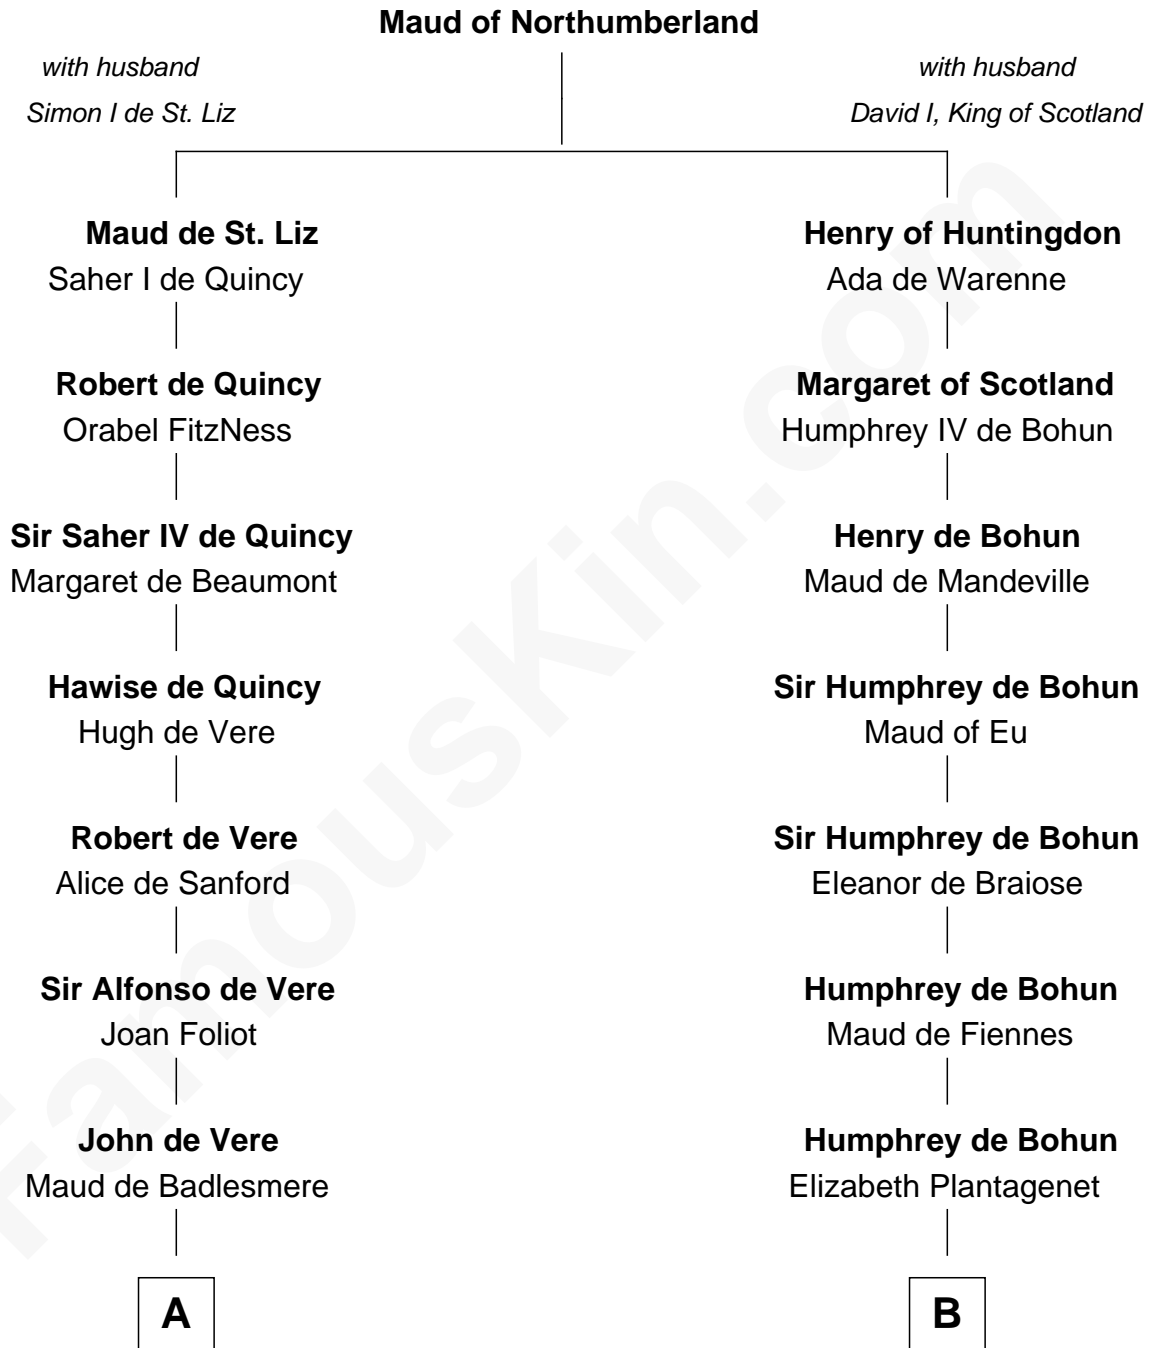 Maud of Northumberland
with husband
Simon I de St. Liz
with husband
David I, King of Scotland
Maud de St. Liz
Saher I de Quincy
Henry of Huntingdon
Ada de Warenne
Robert de Quincy
Orabel FitzNess
Margaret of Scotland
Humphrey IV de Bohun
Sir Saher IV de Quincy
Margaret de Beaumont
Henry de Bohun
Maud de Mandeville
Hawise de Quincy
Hugh de Vere
Sir Humphrey de Bohun
Maud of Eu
Robert de Vere
Alice de Sanford
Sir Humphrey de Bohun
Eleanor de Braiose
Sir Alfonso de Vere
Joan Foliot
Humphrey de Bohun
Maud de Fiennes
John de Vere
Maud de Badlesmere
Humphrey de Bohun
Elizabeth Plantagenet
A
B
FamousKin.com